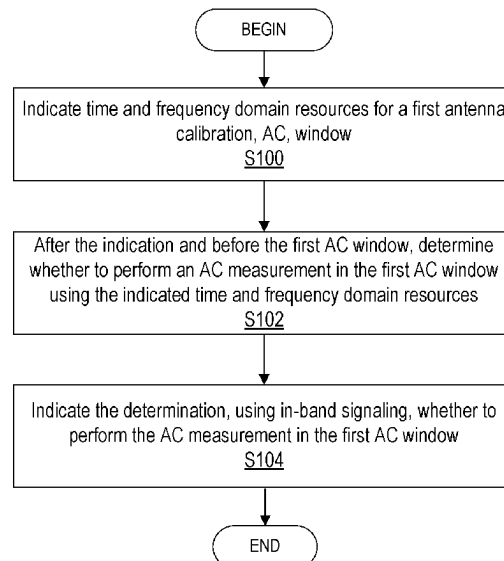 BEGIN
Indicate time and frequency domain resources for a first antenna
calibration, AC, window
S100
After the indication and before the first AC window, determine
whether to perform an AC measurement in the first AC window
using the indicated time and frequency domain resources
S102
Indicate the determination, using in-band signaling, whether to
perform the AC measurement in the first AC window
S104
END